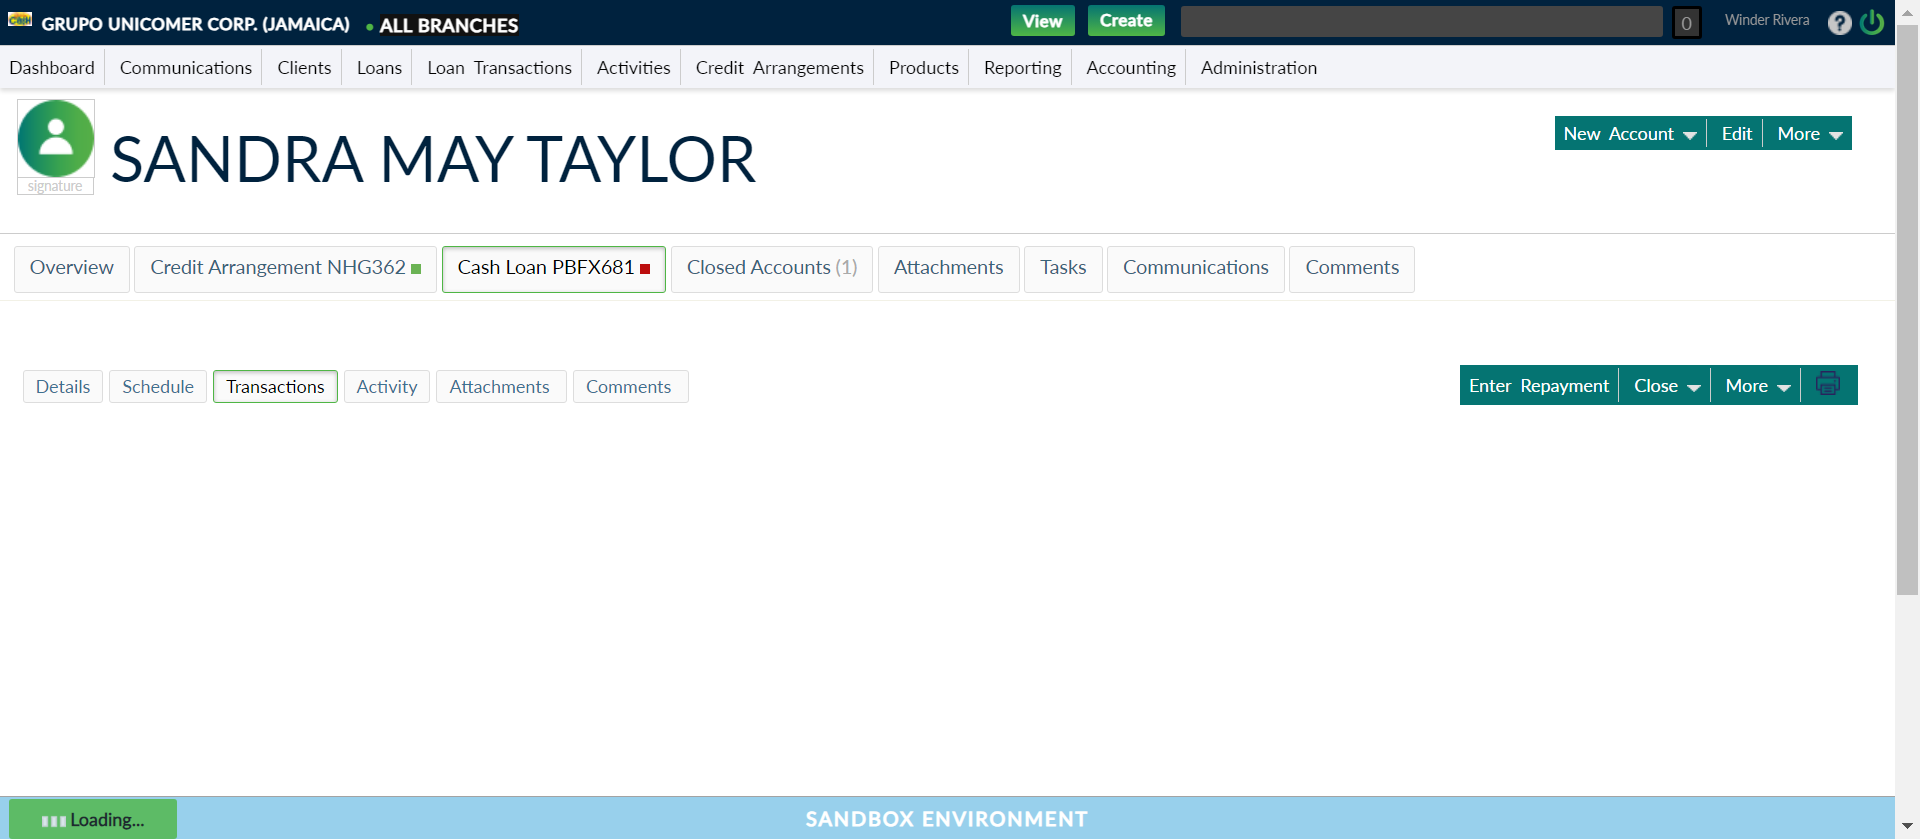 Cash GRUPO UNICOMER CORP. (JAMAICA) ALL BRANCHES View Create 0 Winder Rivera ?
Dashboard Communications Clients Loans Loan Transactions Activities Credit Arrangements Products Reporting Accounting Administration
signature
SANDRA MAY TAYLOR
New Account Edit More
Overview Credit Arrangement NHG362 Cash Loan PBFX681 Closed Accounts (1) Attachments Tasks Communications Comments
Details Schedule Transactions Activity Attachments Comments Enter Repayment Close More
Loading... SANDBOX ENVIRONMENT